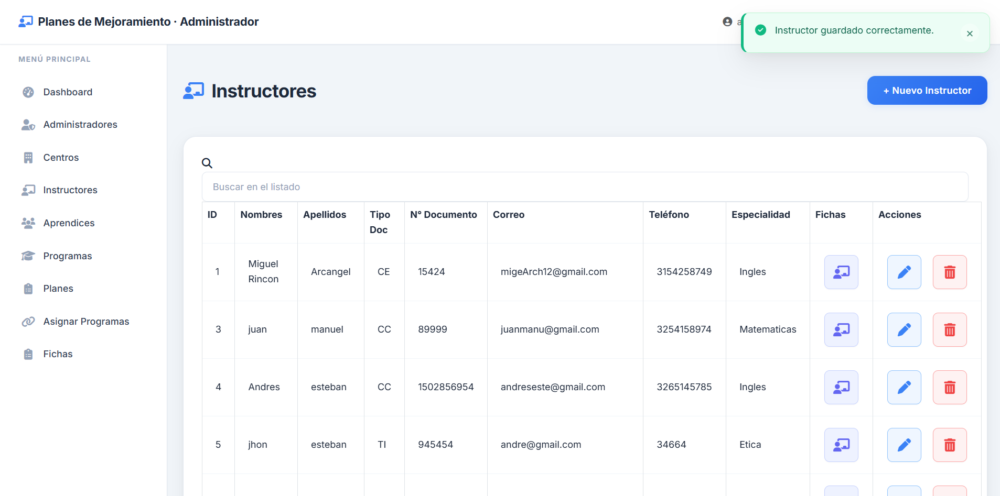 Planes de Mejoramiento · Administrador
a
Instructor guardado correctamente.
MENÚ PRINCIPAL
Dashboard
Administradores
Centros
Instructores
Aprendices
Programas
Planes
Asignar Programas
Fichas
Instructores
+ Nuevo Instructor
Buscar en el listado
ID Nombres Apellidos Tipo Doc N° Documento Correo Teléfono Especialidad Fichas Acciones
1 Miguel Rincon Arcangel CE 15424 migeArch12@gmail.com 3154258749 Ingles
3 juan manuel CC 89999 juanmanu@gmail.com 3254158974 Matematicas
4 Andres esteban CC 1502856954 andreseste@gmail.com 3265145785 Ingles
5 jhon esteban TI 945454 andre@gmail.com 34664 Etica